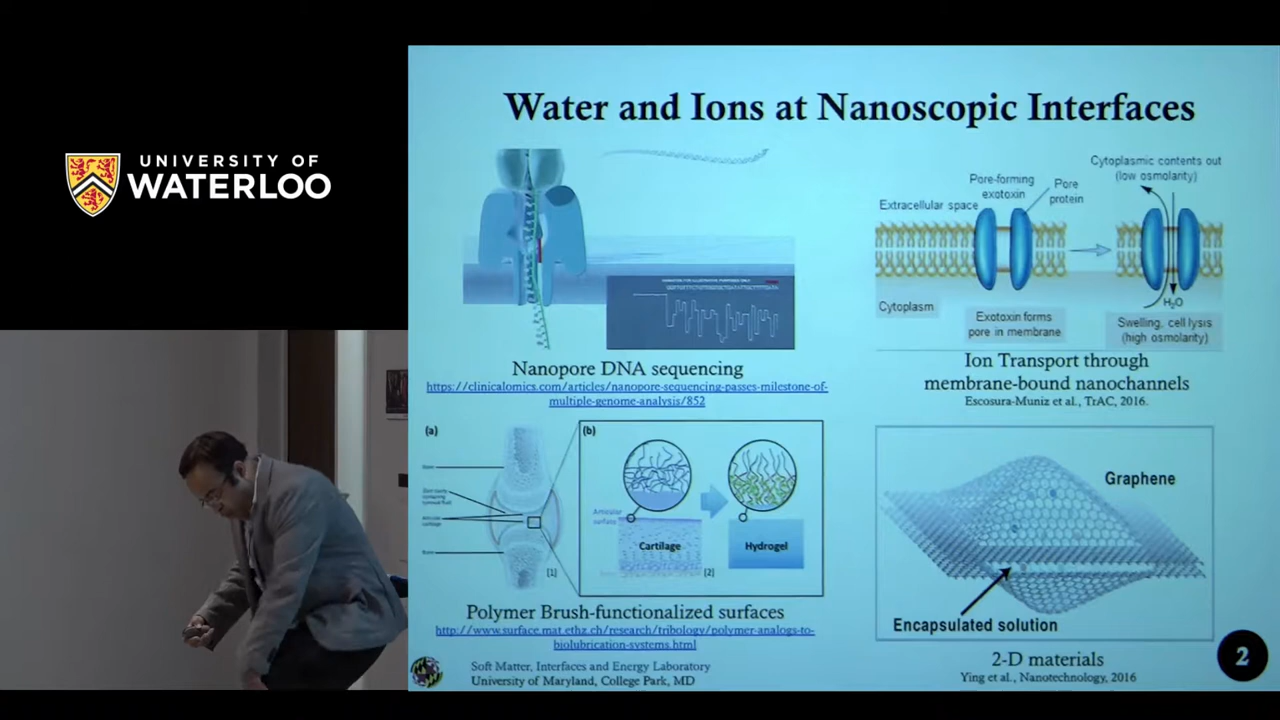 UNIVERSITY OF
WATERLOO
Water and Ions at Nanoscopic Interfaces
Nanopore DNA sequencing
https://clinicalomics.com/articles/nanopore-sequencing-passes-milestone-of-
multiple-genome-analysis/852
Pore-forming
exotoxin
Pore
protein
Cytoplasmic contents out
(low osmolarity)
Extracellular space
Cytoplasm
Exotoxin forms
pore in membrane
H₂O
Swelling, cell lysis
(high osmolarity)
Ion Transport through
membrane-bound nanochannels
Escosura-Muniz et al., TrAC, 2016.
(a)
(b)
Articular
surface
Cartilage
Hydrogel
[1]
[2]
Polymer Brush-functionalized surfaces
http://www.surface.mat.ethz.ch/research/tribology/polymer-analogs-to-
biolubrication-systems.html
Graphene
Encapsulated solution
2-D materials
Ying et al., Nanotechnology, 2016
Soft Matter, Interfaces and Energy Laboratory
University of Maryland, College Park, MD
2